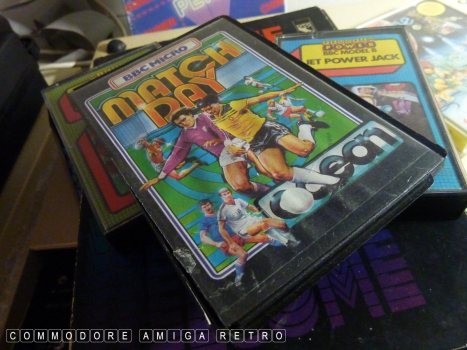 BBC MICRO
MATCH
DAY
Ocean
POWER
BBC MODEL B
JET POWER JACK
COMMODORE AMIGA RETRO